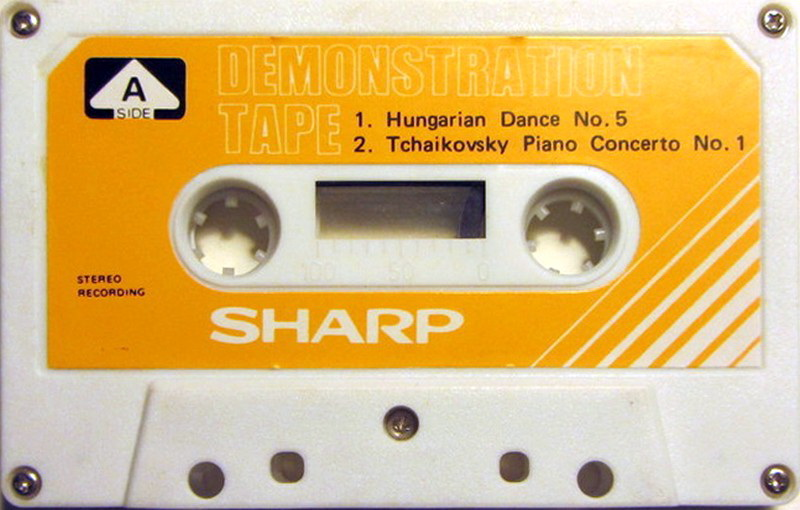 A
SIDE
DEMONSTRATION
TAPE
1. Hungarian Dance No. 5
2. Tchaikovsky Piano Concerto No. 1
100 50 0
STEREO
RECORDING
SHARP